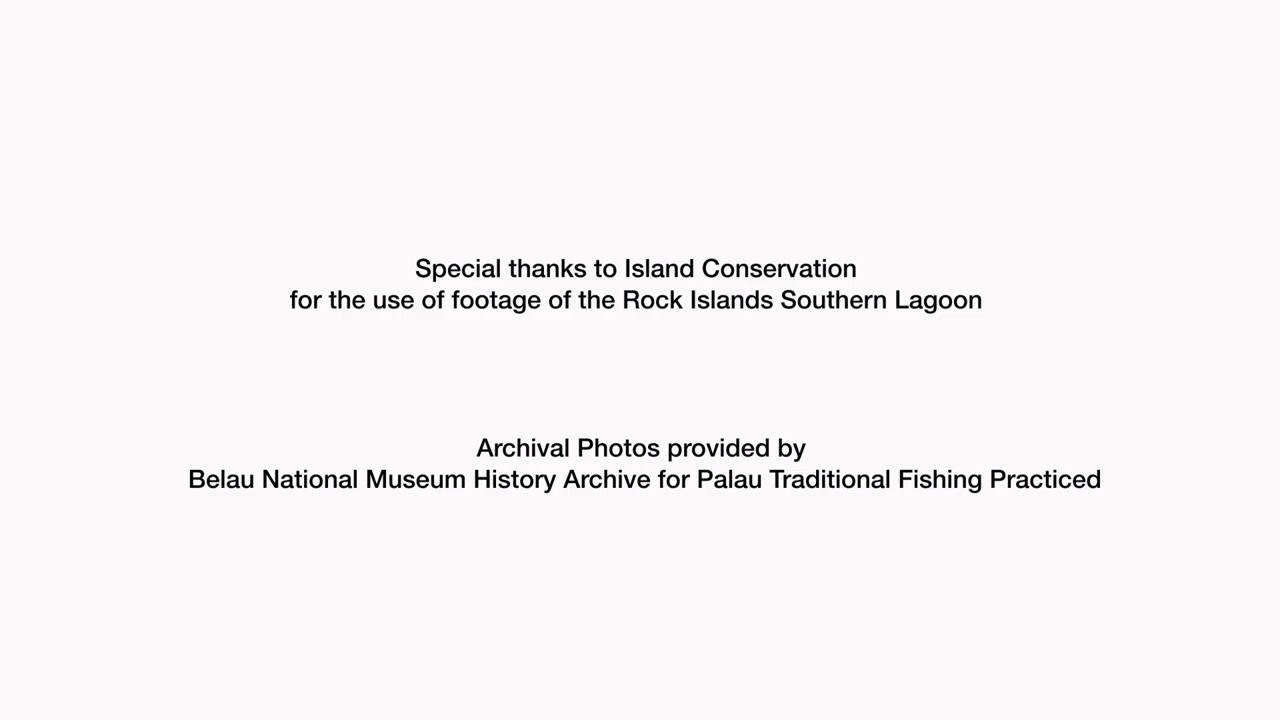 Special thanks to Island Conservation
for the use of footage of the Rock Islands Southern Lagoon
Archival Photos provided by
Belau National Museum History Archive for Palau Traditional Fishing Practiced